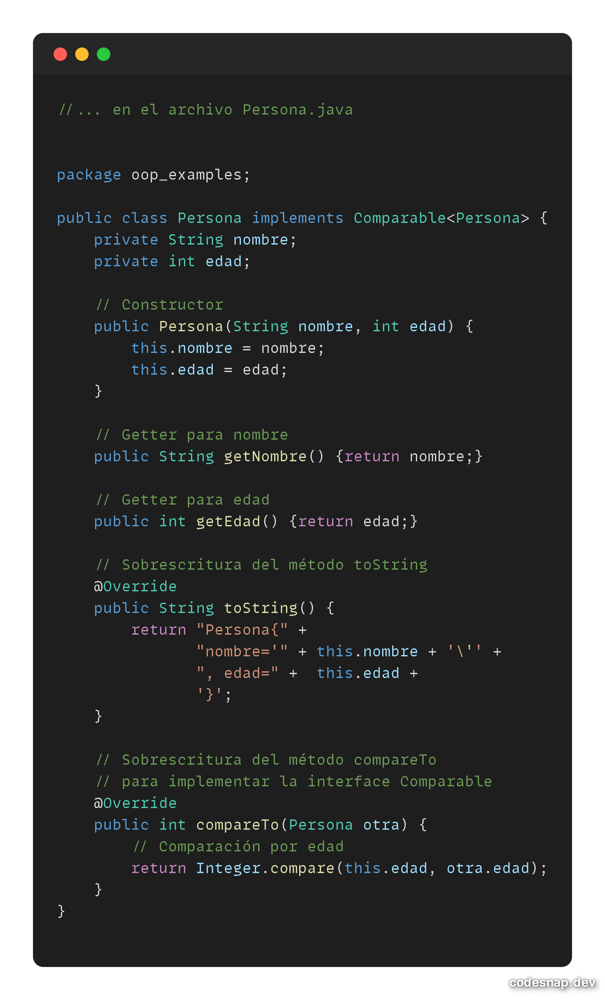 //... en el archivo Persona.java
package oop_examples;
public class Persona implements Comparable<Persona> {
    private String nombre;
    private int edad;
    // Constructor
    public Persona(String nombre, int edad) {
        this.nombre = nombre;
        this.edad = edad;
    }
    // Getter para nombre
    public String getNombre() {return nombre;}
    // Getter para edad
    public int getEdad() {return edad;}
    // Sobrescritura del método toString
    @Override
    public String toString() {
        return "Persona{" +
               "nombre='" + this.nombre + '\'' +
               ", edad=" +  this.edad +
               '}';
    }
    // Sobrescritura del método compareTo
    // para implementar la interface Comparable
    @Override
    public int compareTo(Persona otra) {
        // Comparación por edad
        return Integer.compare(this.edad, otra.edad);
    }
}
codesnap.dev